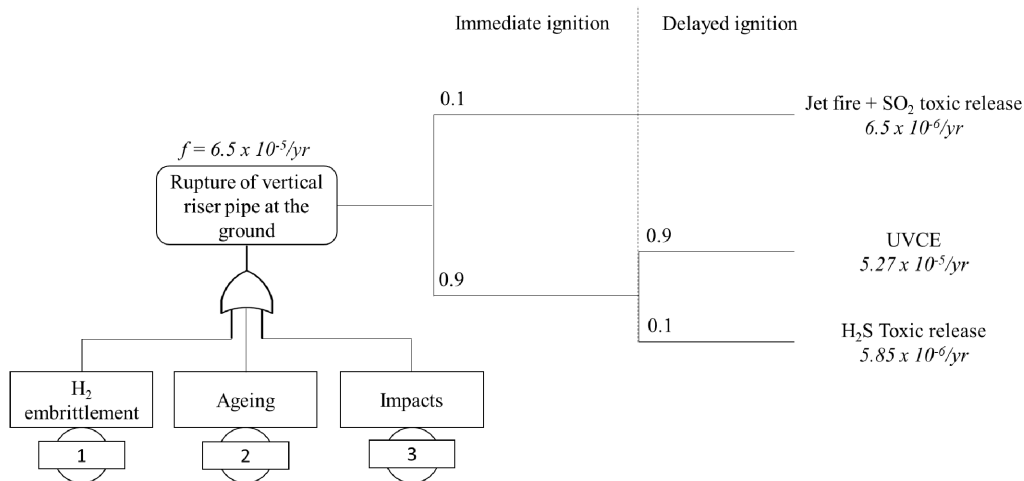 Immediate ignition
Delayed ignition
0.1
Jet fire + SO₂ toxic release
6.5 x 10⁻⁶/yr
f = 6.5 x 10⁻⁵/yr
Rupture of vertical
riser pipe at the
ground
0.9
UVCE
5.27 x 10⁻⁵/yr
0.9
0.1
H₂S Toxic release
5.85 x 10⁻⁶/yr
H₂
embrittlement
Ageing
Impacts
1
2
3